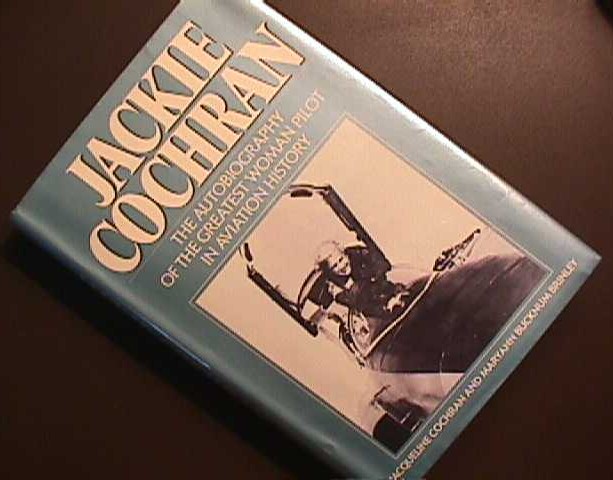 JACKIE
COCHRAN
THE AUTOBIOGRAPHY
OF THE GREATEST WOMAN PILOT
IN AVIATION HISTORY
JACQUELINE COCHRAN AND MARYANN BUCKNUM BRINLEY